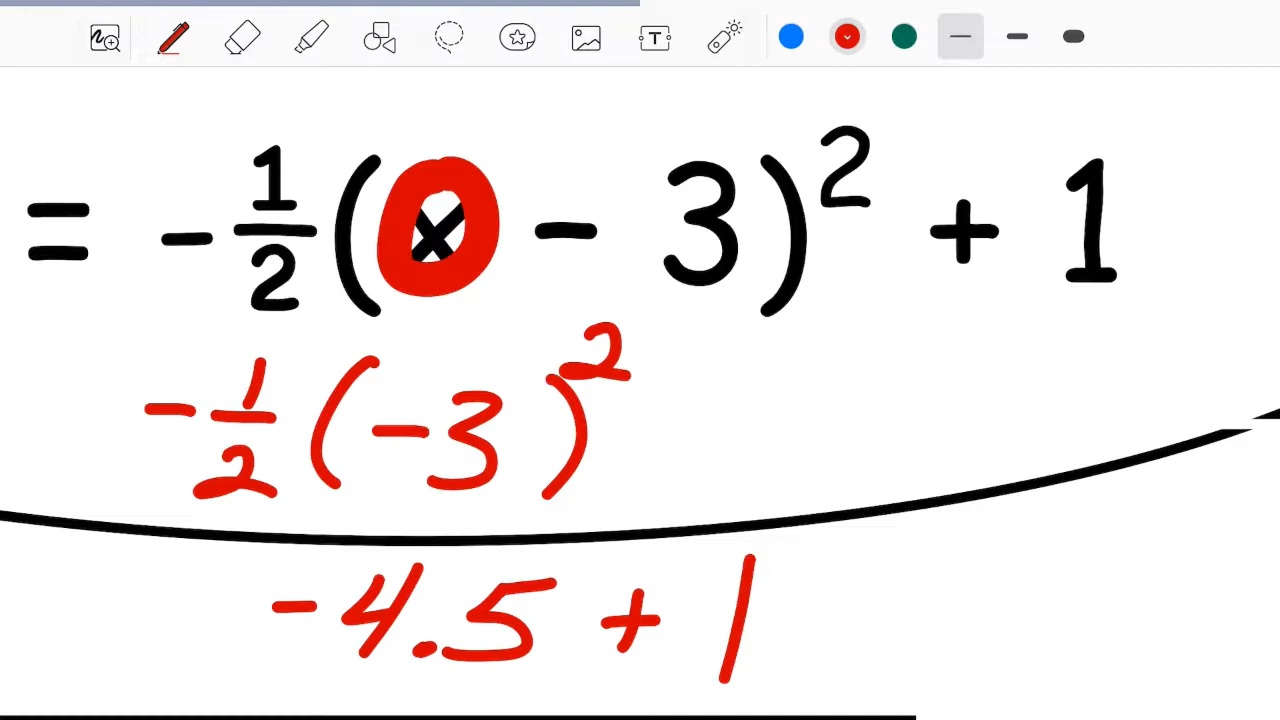 = -1/2(x - 3)² + 1
0
-1/2(-3)²
-4.5 + 1